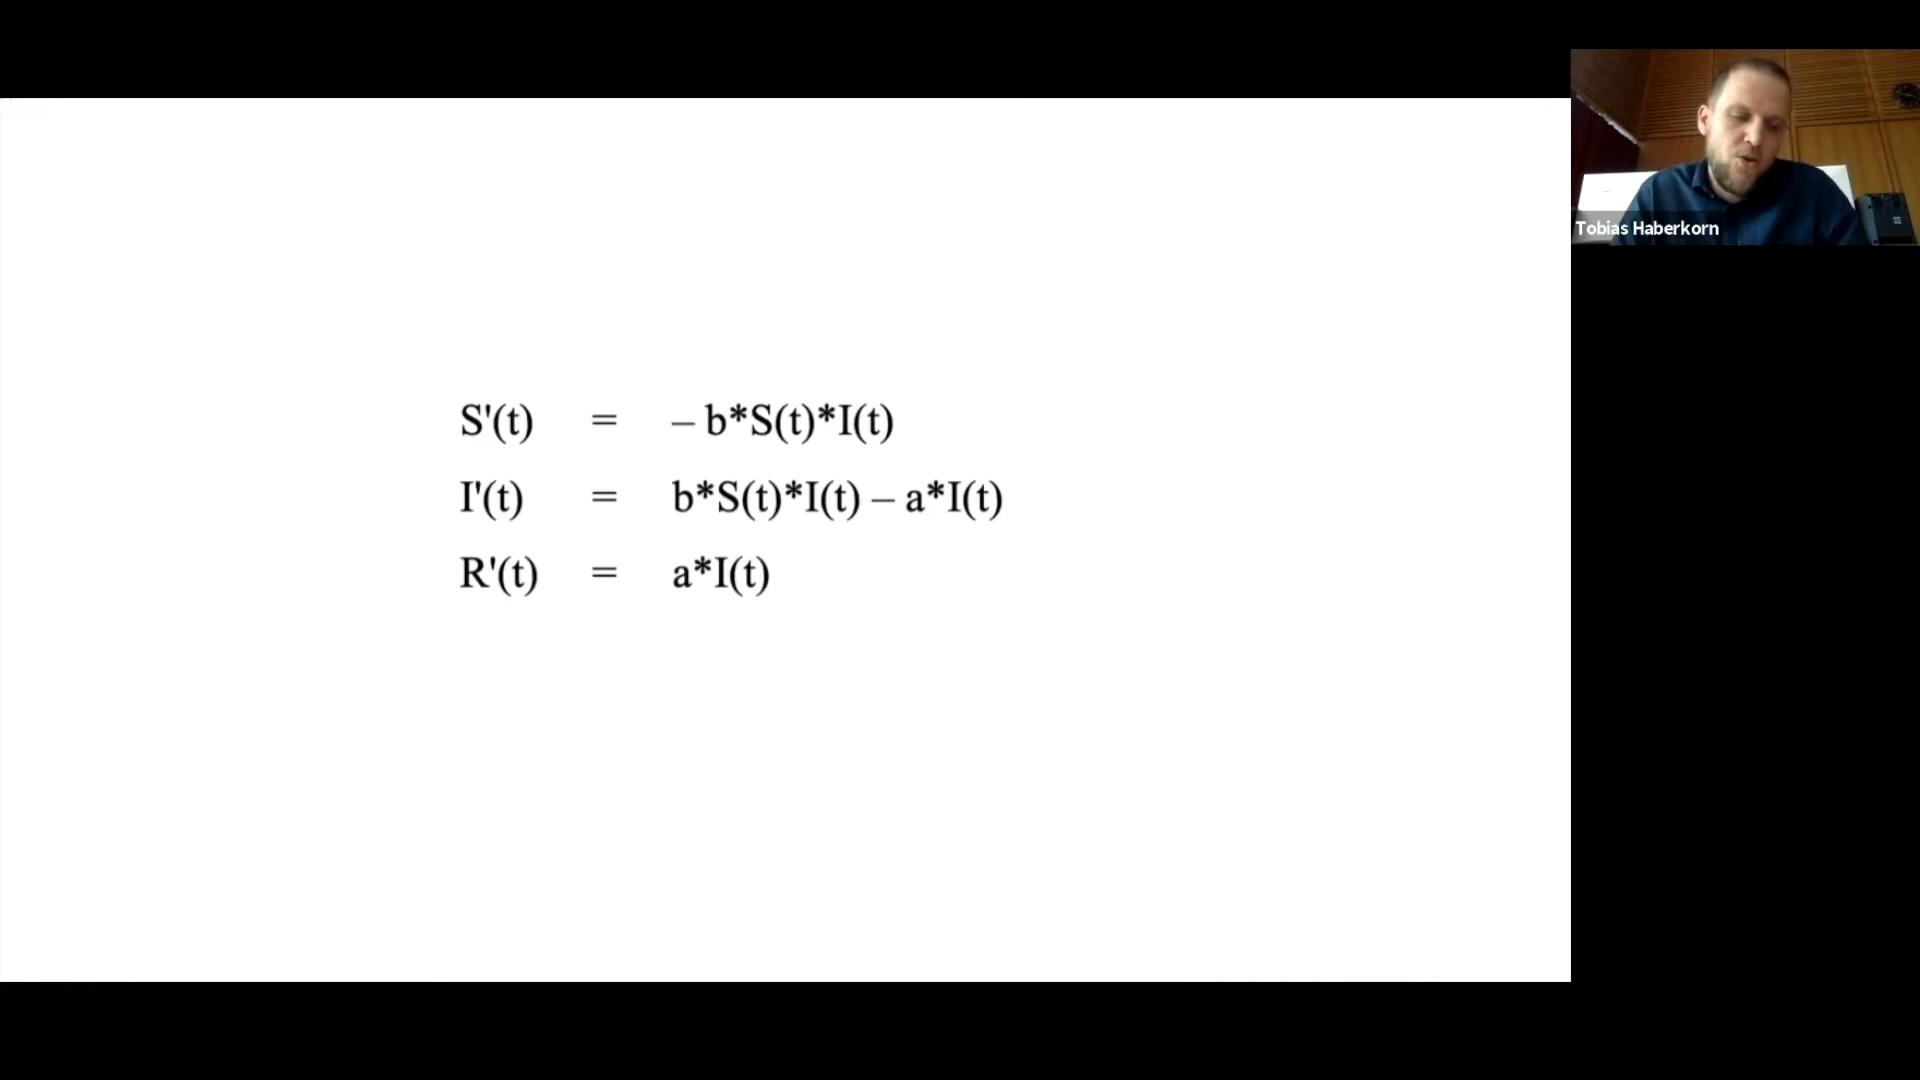 S'(t) = – b*S(t)*I(t)
I'(t) = b*S(t)*I(t) – a*I(t)
R'(t) = a*I(t)
Tobias Haberkorn